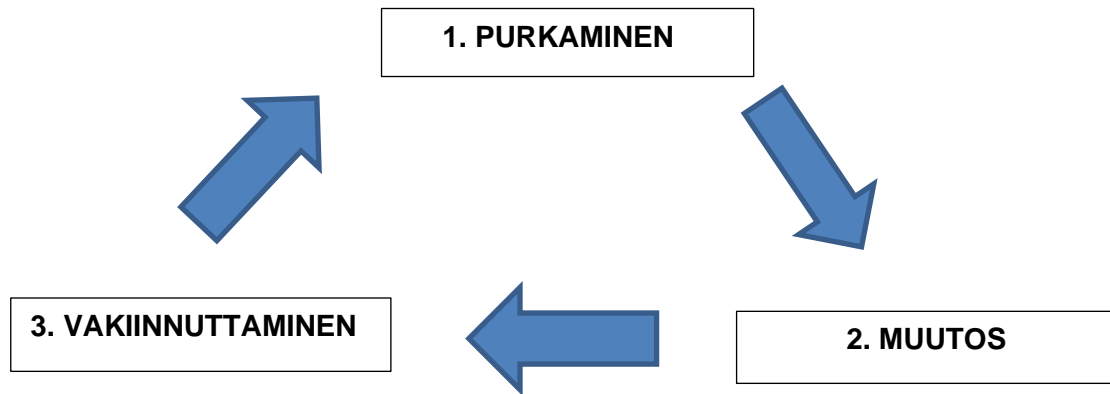 1. PURKAMINEN
3. VAKIINNUTTAMINEN
2. MUUTOS